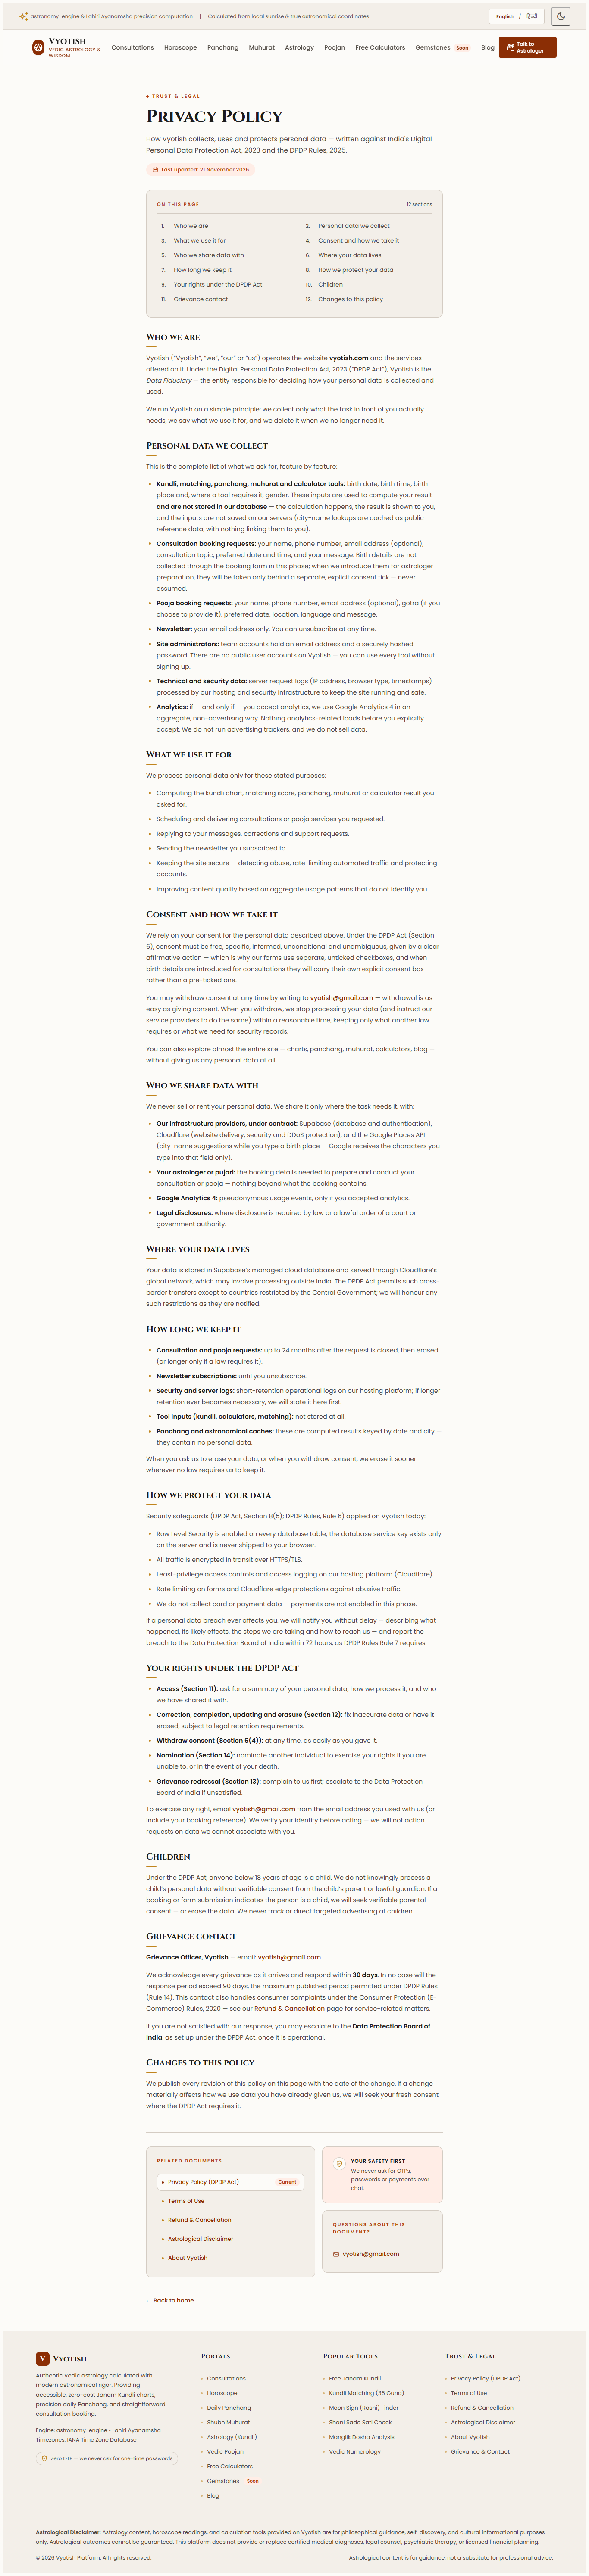 astronomy-engine & Lahiri Ayanamsha precision computation | Calculated from local sunrise & true astronomical coordinates
English / हिन्दी
VYOTISH
VEDIC ASTROLOGY & WISDOM
Consultations Horoscope Panchang Muhurat Astrology Poojan Free Calculators Gemstones Soon Blog
Talk to Astrologer
TRUST & LEGAL
PRIVACY POLICY
How Vyotish collects, uses and protects personal data — written against India's Digital
Personal Data Protection Act, 2023 and the DPDP Rules, 2025.
Last updated: 21 November 2026
ON THIS PAGE
12 sections
1. Who we are
2. Personal data we collect
3. What we use it for
4. Consent and how we take it
5. Who we share data with
6. Where your data lives
7. How long we keep it
8. How we protect your data
9. Your rights under the DPDP Act
10. Children
11. Grievance contact
12. Changes to this policy
WHO WE ARE
Vyotish (“Vyotish”, “we”, “our” or “us”) operates the website vyotish.com and the services
offered on it. Under the Digital Personal Data Protection Act, 2023 (“DPDP Act”), Vyotish is the
Data Fiduciary — the entity responsible for deciding how your personal data is collected and
used.
We run Vyotish on a simple principle: we collect only what the task in front of you actually
needs, we say what we use it for, and we delete it when we no longer need it.
PERSONAL DATA WE COLLECT
This is the complete list of what we ask for, feature by feature:
Kundli, matching, panchang, muhurat and calculator tools: birth date, birth time, birth
place and, where a tool requires it, gender. These inputs are used to compute your result
and are not stored in our database — the calculation happens, the result is shown to you,
and the inputs are not saved on our servers (city-name lookups are cached as public
reference data, with nothing linking them to you).
Consultation booking requests: your name, phone number, email address (optional),
consultation topic, preferred date and time, and your message. Birth details are not
collected through the booking form in this phase; when we introduce them for astrologer
preparation, they will be taken only behind a separate, explicit consent tick — never
assumed.
Pooja booking requests: your name, phone number, email address (optional), gotra (if you
choose to provide it), preferred date, location, language and message.
Newsletter: your email address only. You can unsubscribe at any time.
Site administrators: team accounts hold an email address and a securely hashed
password. There are no public user accounts on Vyotish — you can use every tool without
signing up.
Technical and security data: server request logs (IP address, browser type, timestamps)
processed by our hosting and security infrastructure to keep the site running and safe.
Analytics: if — and only if — you accept analytics, we use Google Analytics 4 in an
aggregate, non-advertising way. Nothing analytics-related loads before you explicitly
accept. We do not run advertising trackers, and we do not sell data.
WHAT WE USE IT FOR
We process personal data only for these stated purposes:
Computing the kundli chart, matching score, panchang, muhurat or calculator result you
asked for.
Scheduling and delivering consultations or pooja services you requested.
Replying to your messages, corrections and support requests.
Sending the newsletter you subscribed to.
Keeping the site secure — detecting abuse, rate-limiting automated traffic and protecting
accounts.
Improving content quality based on aggregate usage patterns that do not identify you.
CONSENT AND HOW WE TAKE IT
We rely on your consent for the personal data described above. Under the DPDP Act (Section
6), consent must be free, specific, informed, unconditional and unambiguous, given by a clear
affirmative action — which is why our forms use separate, unticked checkboxes, and when
birth details are introduced for consultations they will carry their own explicit consent box
rather than a pre-ticked one.
You may withdraw consent at any time by writing to vyotish@gmail.com — withdrawal is as
easy as giving consent. When you withdraw, we stop processing your data (and instruct our
service providers to do the same) within a reasonable time, keeping only what another law
requires or what we need for security records.
You can also explore almost the entire site — charts, panchang, muhurat, calculators, blog —
without giving us any personal data at all.
WHO WE SHARE DATA WITH
We never sell or rent your personal data. We share it only where the task needs it, with:
Our infrastructure providers, under contract: Supabase (database and authentication),
Cloudflare (website delivery, security and DDoS protection), and the Google Places API
(city-name suggestions while you type a birth place — Google receives the characters you
type into that field only).
Your astrologer or pujari: the booking details needed to prepare and conduct your
consultation or pooja — nothing beyond what the booking contains.
Google Analytics 4: pseudonymous usage events, only if you accepted analytics.
Legal disclosures: where disclosure is required by law or a lawful order of a court or
government authority.
WHERE YOUR DATA LIVES
Your data is stored in Supabase’s managed cloud database and served through Cloudflare’s
global network, which may involve processing outside India. The DPDP Act permits such cross-
border transfers except to countries restricted by the Central Government; we will honour any
such restrictions as they are notified.
HOW LONG WE KEEP IT
Consultation and pooja requests: up to 24 months after the request is closed, then erased
(or longer only if a law requires it).
Newsletter subscriptions: until you unsubscribe.
Security and server logs: short-retention operational logs on our hosting platform; if longer
retention ever becomes necessary, we will state it here first.
Tool inputs (kundli, calculators, matching): not stored at all.
Panchang and astronomical caches: these are computed results keyed by date and city —
they contain no personal data.
When you ask us to erase your data, or when you withdraw consent, we erase it sooner
wherever no law requires us to keep it.
HOW WE PROTECT YOUR DATA
Security safeguards (DPDP Act, Section 8(5); DPDP Rules, Rule 6) applied on Vyotish today:
Row Level Security is enabled on every database table; the database service key exists only
on the server and is never shipped to your browser.
All traffic is encrypted in transit over HTTPS/TLS.
Least-privilege access controls and access logging on our hosting platform (Cloudflare).
Rate limiting on forms and Cloudflare edge protections against abusive traffic.
We do not collect card or payment data — payments are not enabled in this phase.
If a personal data breach ever affects you, we will notify you without delay — describing what
happened, its likely effects, the steps we are taking and how to reach us — and report the
breach to the Data Protection Board of India within 72 hours, as DPDP Rules Rule 7 requires.
YOUR RIGHTS UNDER THE DPDP ACT
Access (Section 11): ask for a summary of your personal data, how we process it, and who
we have shared it with.
Correction, completion, updating and erasure (Section 12): fix inaccurate data or have it
erased, subject to legal retention requirements.
Withdraw consent (Section 6(4)): at any time, as easily as you gave it.
Nomination (Section 14): nominate another individual to exercise your rights if you are
unable to, or in the event of your death.
Grievance redressal (Section 13): complain to us first; escalate to the Data Protection
Board of India if unsatisfied.
To exercise any right, email vyotish@gmail.com from the email address you used with us (or
include your booking reference). We verify your identity before acting — we will not action
requests on data we cannot associate with you.
CHILDREN
Under the DPDP Act, anyone below 18 years of age is a child. We do not knowingly process a
child’s personal data without verifiable consent from the child’s parent or lawful guardian. If a
booking or form submission indicates the person is a child, we will seek verifiable parental
consent — or erase the data. We never track or direct targeted advertising at children.
GRIEVANCE CONTACT
Grievance Officer, Vyotish — email: vyotish@gmail.com.
We acknowledge every grievance as it arrives and respond within 30 days. In no case will the
response period exceed 90 days, the maximum published period permitted under DPDP Rules
(Rule 14). This contact also handles consumer complaints under the Consumer Protection (E-
Commerce) Rules, 2020 — see our Refund & Cancellation page for service-related matters.
If you are not satisfied with our response, you may escalate to the Data Protection Board of
India, as set up under the DPDP Act, once it is operational.
CHANGES TO THIS POLICY
We publish every revision of this policy on this page with the date of the change. If a change
materially affects how we use data you have already given us, we will seek your fresh consent
where the DPDP Act requires it.
RELATED DOCUMENTS
Privacy Policy (DPDP Act) Current
Terms of Use
Refund & Cancellation
Astrological Disclaimer
About Vyotish
YOUR SAFETY FIRST
We never ask for OTPs,
passwords or payments over
chat.
QUESTIONS ABOUT THIS
DOCUMENT?
vyotish@gmail.com
← Back to home
V VYOTISH
Authentic Vedic astrology calculated with
modern astronomical rigor. Providing
accessible, zero-cost Janam Kundli charts,
precision daily Panchang, and straightforward
consultation booking.
Engine: astronomy-engine • Lahiri Ayanamsha
Timezones: IANA Time Zone Database
Zero OTP — we never ask for one-time passwords
PORTALS
Consultations
Horoscope
Daily Panchang
Shubh Muhurat
Astrology (Kundli)
Vedic Poojan
Free Calculators
Gemstones Soon
Blog
POPULAR TOOLS
Free Janam Kundli
Kundli Matching (36 Guna)
Moon Sign (Rashi) Finder
Shani Sade Sati Check
Manglik Dosha Analysis
Vedic Numerology
TRUST & LEGAL
Privacy Policy (DPDP Act)
Terms of Use
Refund & Cancellation
Astrological Disclaimer
About Vyotish
Grievance & Contact
Astrological Disclaimer: Astrology content, horoscope readings, and calculation tools provided on Vyotish are for philosophical guidance, self-discovery, and cultural informational purposes
only. Astrological outcomes cannot be guaranteed. This platform does not provide or replace certified medical diagnoses, legal counsel, psychiatric therapy, or licensed financial planning.
© 2026 Vyotish Platform. All rights reserved.
Astrological content is for guidance, not a substitute for professional advice.